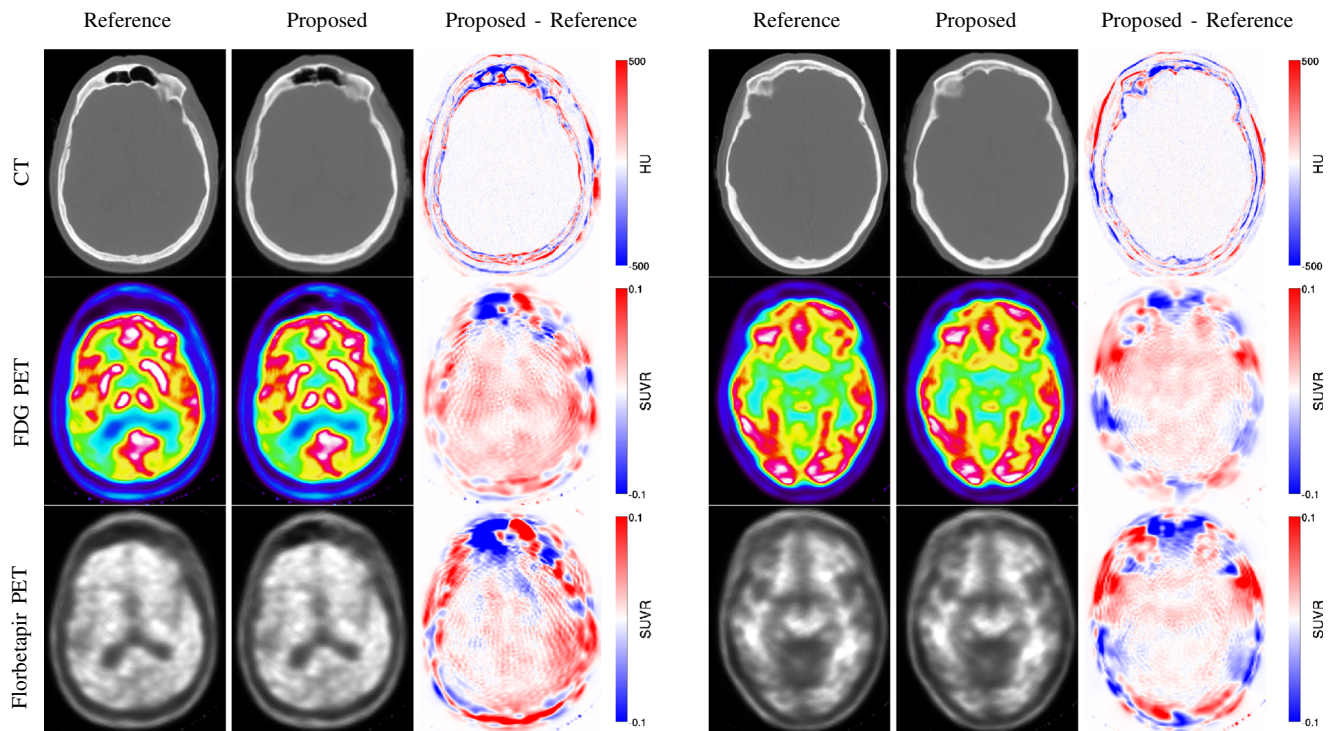 Reference Proposed Proposed - Reference Reference Proposed Proposed - Reference
CT
500
HU
-500
500
HU
-500
FDG PET
0.1
SUVR
-0.1
0.1
SUVR
-0.1
Florbetapir PET
0.1
SUVR
-0.1
0.1
SUVR
-0.1